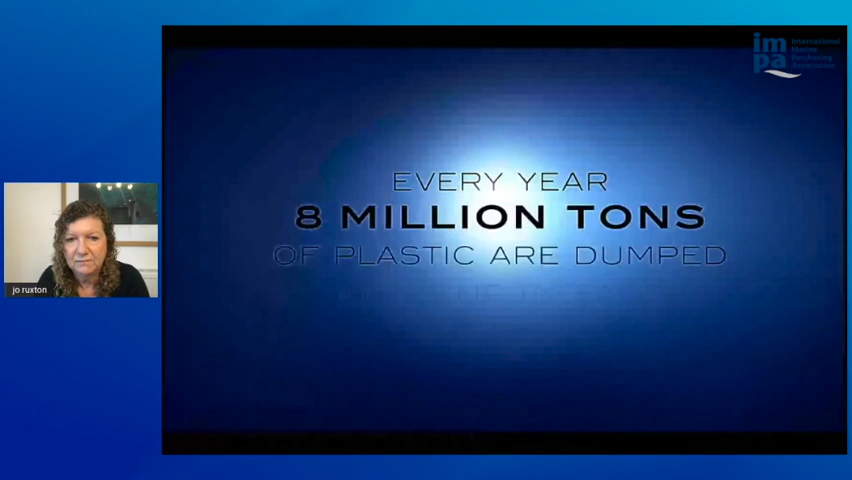 impa
International
Marine
Purchasing
Association
EVERY YEAR
8 MILLION TONS
OF PLASTIC ARE DUMPED
jo ruxton